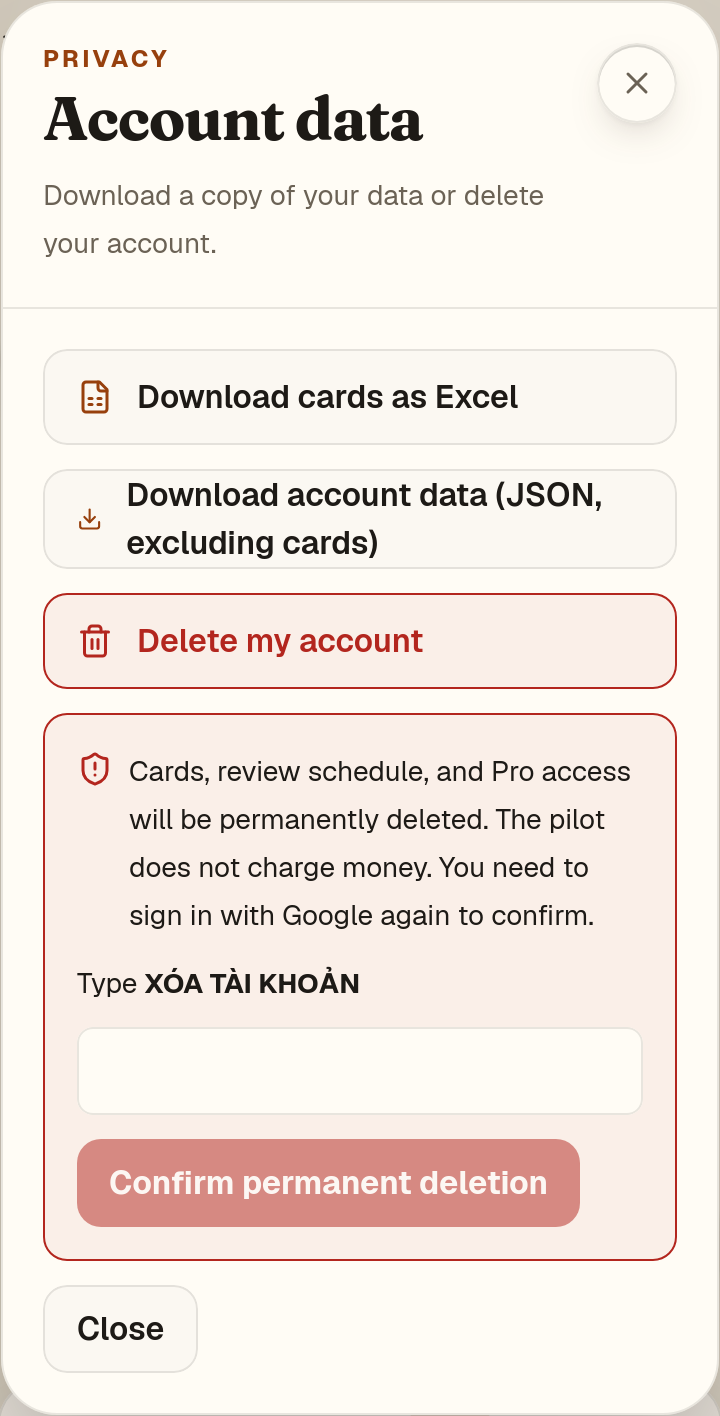 PRIVACY
Account data
Download a copy of your data or delete
your account.
Download cards as Excel
Download account data (JSON,
excluding cards)
Delete my account
Cards, review schedule, and Pro access
will be permanently deleted. The pilot
does not charge money. You need to
sign in with Google again to confirm.
Type XÓA TÀI KHOẢN
Confirm permanent deletion
Close